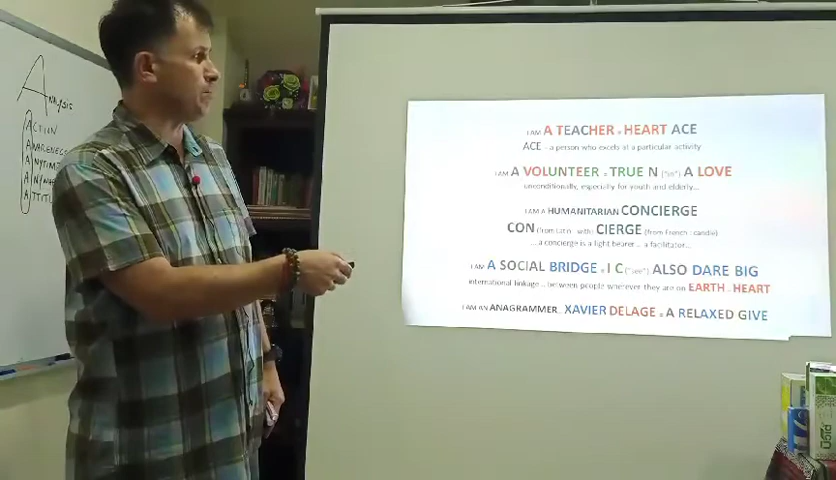 ANALYSIS
ACTION
AWARENESS
ANYTIME
ATTIT
I AM A TEACHER = HEART ACE
ACE - a person who excels at a particular activity
I AM A VOLUNTEER = TRUE N ("in") A LOVE
unconditionally, especially for youth and elderly...
I AM A HUMANITARIAN CONCIERGE
CON (from Latin : with) CIERGE (from French : candle)
... a concierge is a light bearer... a facilitator...
I AM A SOCIAL BRIDGE = I C ("see") ALSO DARE BIG
international linkage... between people wherever they are on EARTH = HEART
I AM AN ANAGRAMMER... XAVIER DELAGE = A RELAXED GIVE